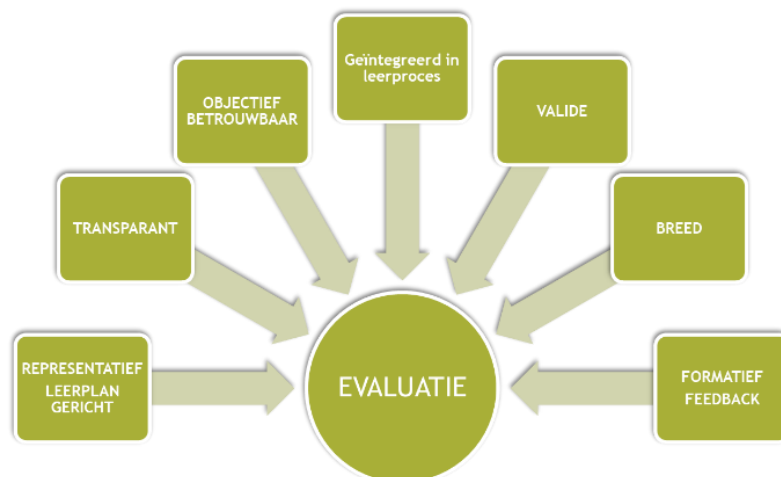 REPRESENTATIEF
LEERPLAN
GERICHT
TRANSPARANT
OBJECTIEF
BETROUWBAAR
Geïntegreerd in
leerproces
VALIDE
BREED
FORMATIEF
FEEDBACK
EVALUATIE